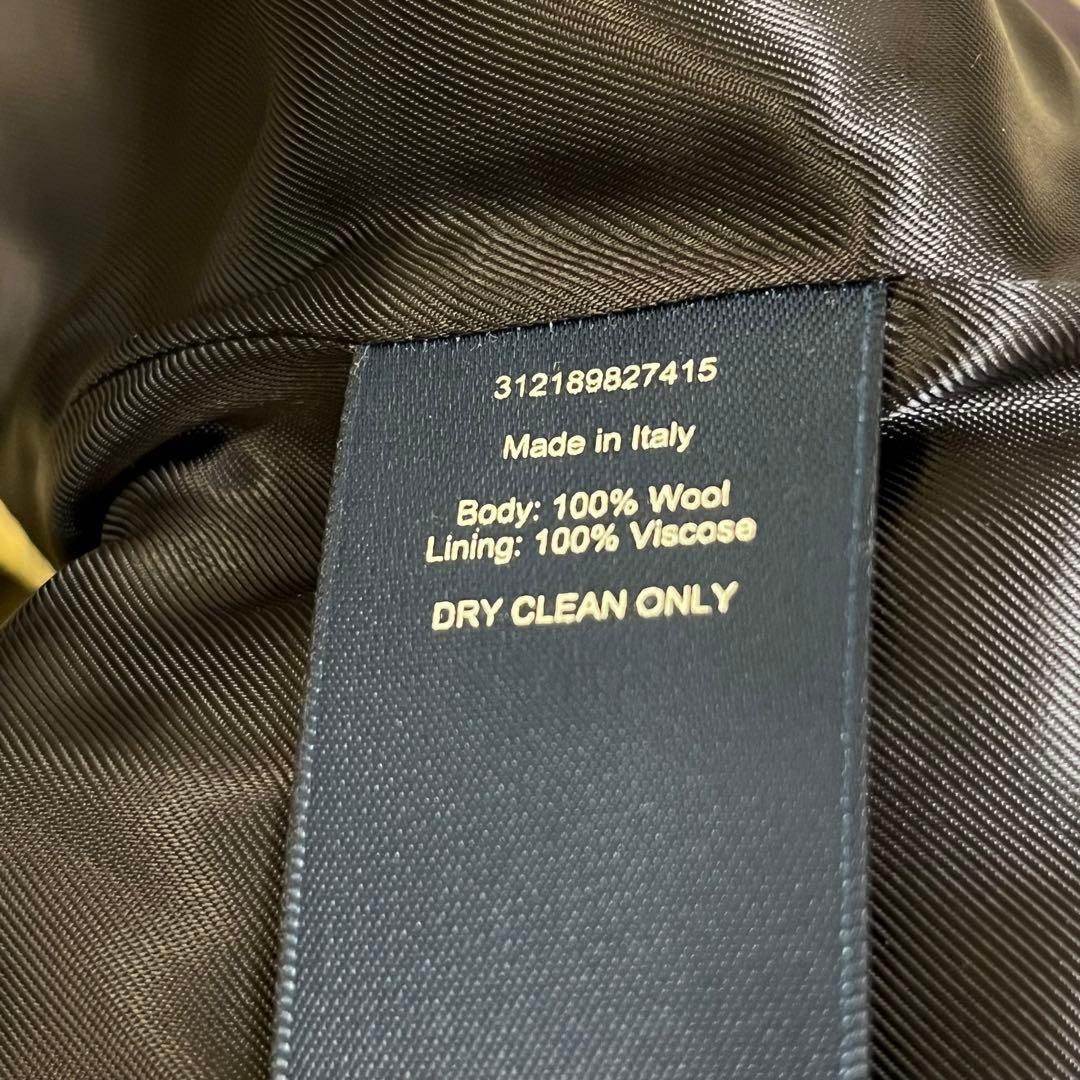 312189827415
Made in Italy
Body: 100% Wool
Lining: 100% Viscose
DRY CLEAN ONLY